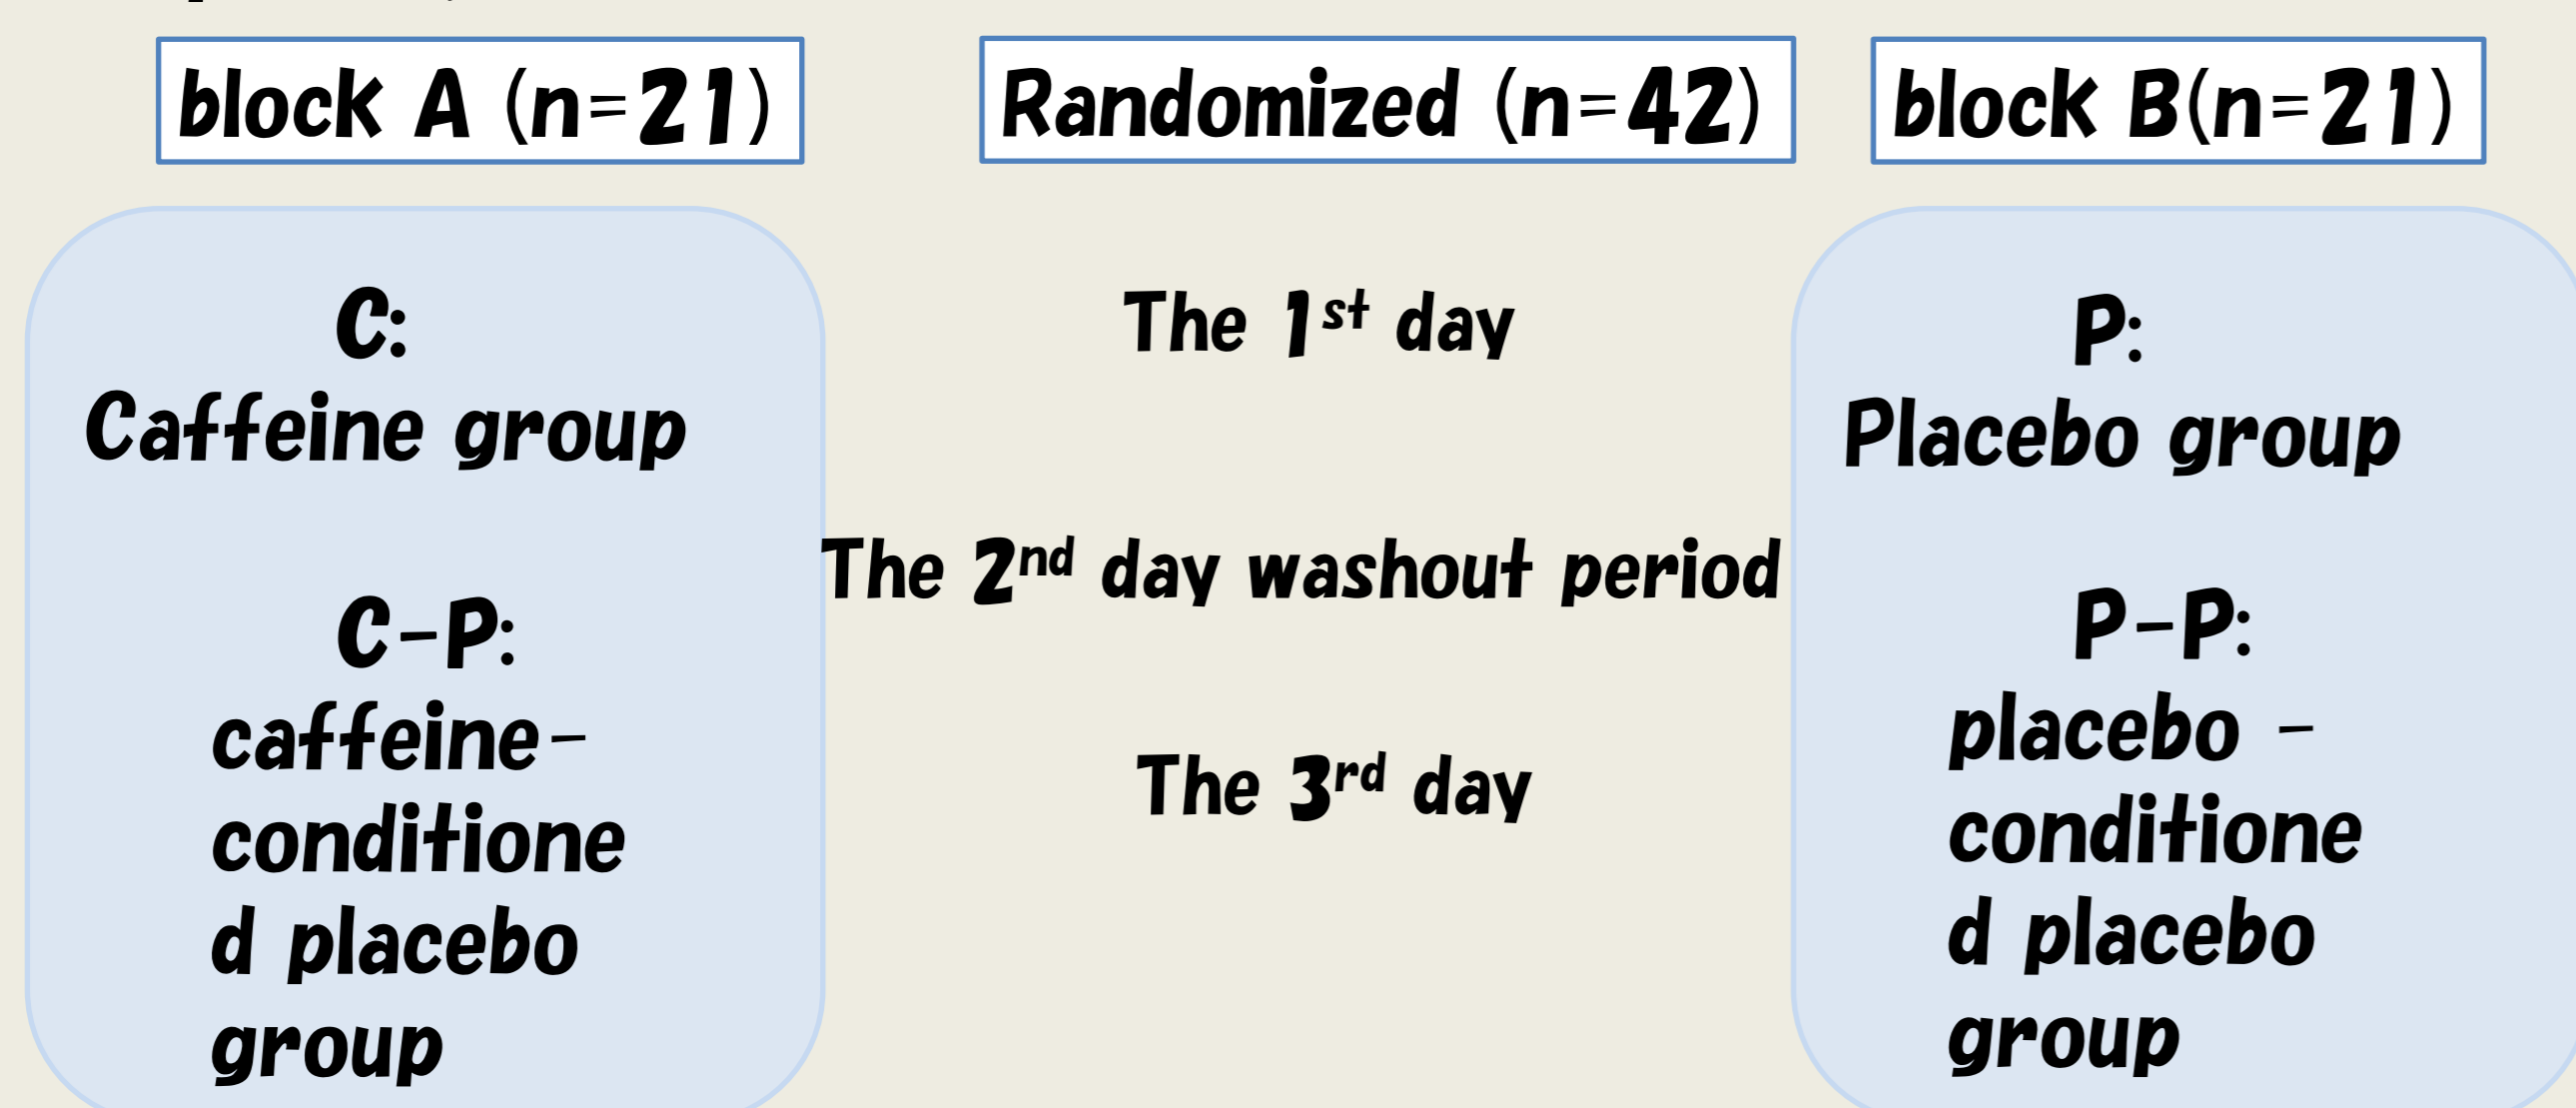 block A (n=21)
Randomized (n=42)
block B(n=21)
C:
Caffeine group
C-P:
caffeine-
conditione
d placebo
group
The 1st day
The 2nd day washout period
The 3rd day
P:
Placebo group
P-P:
placebo -
conditione
d placebo
group